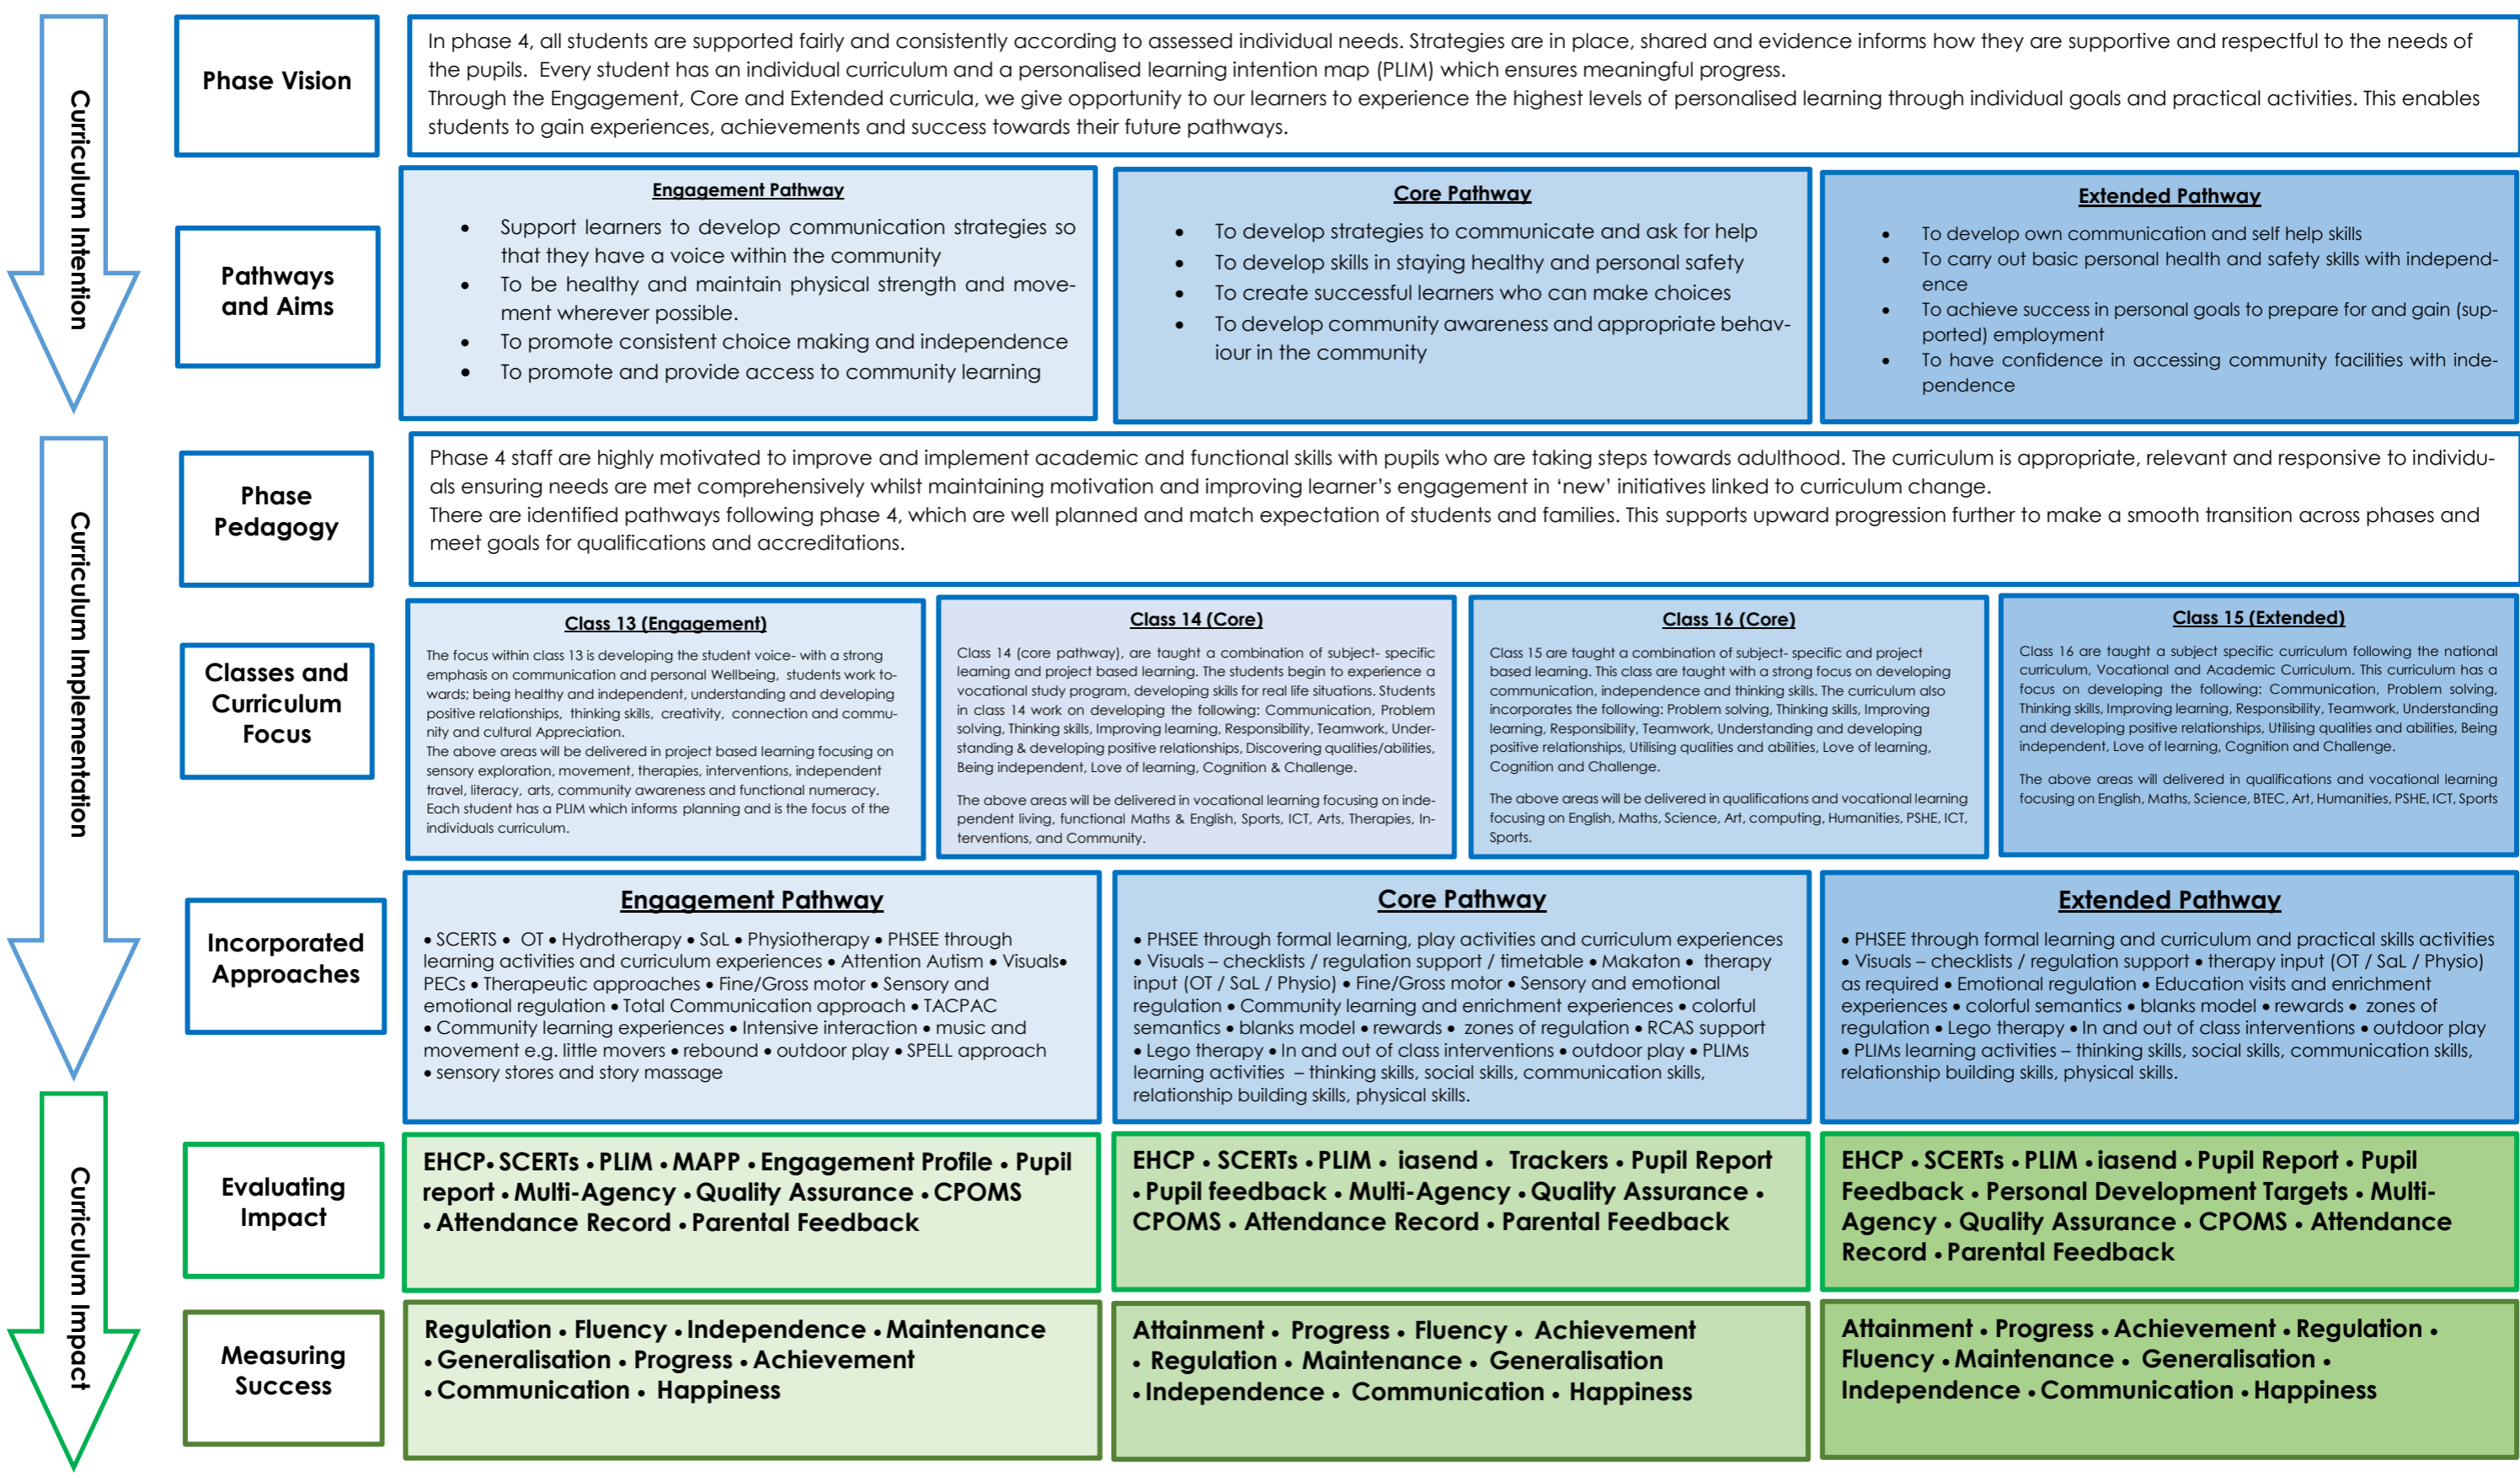 Curriculum Intention
Phase Vision
In phase 4, all students are supported fairly and consistently according to assessed individual needs. Strategies are in place, shared and evidence informs how they are supportive and respectful to the needs of
the pupils.  Every student has an individual curriculum and a personalised learning intention map (PLIM) which ensures meaningful progress.
Through the Engagement, Core and Extended curricula, we give opportunity to our learners to experience the highest levels of personalised learning through individual goals and practical activities. This enables
students to gain experiences, achievements and success towards their future pathways.
Pathways
and Aims
Engagement Pathway
• Support learners to develop communication strategies so
that they have a voice within the community
• To be healthy and maintain physical strength and move-
ment wherever possible.
• To promote consistent choice making and independence
• To promote and provide access to community learning
Core Pathway
• To develop strategies to communicate and ask for help
• To develop skills in staying healthy and personal safety
• To create successful learners who can make choices
• To develop community awareness and appropriate behav-
iour in the community
Extended Pathway
• To develop own communication and self help skills
• To carry out basic personal health and safety skills with independ-
ence
• To achieve success in personal goals to prepare for and gain (sup-
ported) employment
• To have confidence in accessing community facilities with inde-
pendence
Curriculum Implementation
Phase
Pedagogy
Phase 4 staff are highly motivated to improve and implement academic and functional skills with pupils who are taking steps towards adulthood. The curriculum is appropriate, relevant and responsive to individu-
als ensuring needs are met comprehensively whilst maintaining motivation and improving learner's engagement in 'new' initiatives linked to curriculum change.
There are identified pathways following phase 4, which are well planned and match expectation of students and families. This supports upward progression further to make a smooth transition across phases and
meet goals for qualifications and accreditations.
Classes and
Curriculum
Focus
Class 13 (Engagement)
The focus within class 13 is developing the student voice- with a strong
emphasis on communication and personal Wellbeing,  students work to-
wards; being healthy and independent, understanding and developing
positive relationships,  thinking skills,  creativity,  connection and commu-
nity and cultural Appreciation.
The above areas will be delivered in project based learning focusing on
sensory exploration, movement, therapies, interventions, independent
travel, literacy, arts, community awareness and functional numeracy.
Each student has a PLIM which informs planning and is the focus of the
individuals curriculum.
Class 14 (Core)
Class 14 (core pathway), are taught a combination of subject- specific
learning and project based learning. The students begin to experience a
vocational study program, developing skills for real life situations. Students
in class 14 work on developing the following: Communication, Problem
solving, Thinking skills, Improving learning, Responsibility, Teamwork, Under-
standing & developing positive relationships, Discovering qualities/abilities,
Being independent, Love of learning, Cognition & Challenge.
The above areas will be delivered in vocational learning focusing on inde-
pendent living, functional Maths & English, Sports, ICT, Arts, Therapies, In-
terventions, and Community.
Class 16 (Core)
Class 15 are taught a combination of subject- specific and project
based learning. This class are taught with a strong focus on developing
communication, independence and thinking skills. The curriculum also
incorporates the following: Problem solving, Thinking skills, Improving
learning, Responsibility, Teamwork, Understanding and developing
positive relationships, Utilising qualities and abilities, Love of learning,
Cognition and Challenge.
The above areas will be delivered in qualifications and vocational learning
focusing on English, Maths, Science, Art, computing, Humanities, PSHE, ICT,
Sports.
Class 15 (Extended)
Class 16 are taught a subject specific curriculum following the national
curriculum, Vocational and Academic Curriculum. This curriculum has a
focus on developing the following: Communication, Problem solving,
Thinking skills, Improving learning, Responsibility, Teamwork, Understanding
and developing positive relationships, Utilising qualities and abilities, Being
independent, Love of learning, Cognition and Challenge.
The above areas will delivered in qualifications and vocational learning
focusing on English, Maths, Science, BTEC, Art, Humanities, PSHE, ICT, Sports
Incorporated
Approaches
Engagement Pathway
• SCERTS •  OT • Hydrotherapy • SaL • Physiotherapy • PHSEE through
learning activities and curriculum experiences • Attention Autism • Visuals•
PECs • Therapeutic approaches • Fine/Gross motor • Sensory and
emotional regulation • Total Communication approach • TACPAC
• Community learning experiences • Intensive interaction • music and
movement e.g. little movers • rebound • outdoor play • SPELL approach
• sensory stores and story massage
Core Pathway
• PHSEE through formal learning, play activities and curriculum experiences
• Visuals – checklists / regulation support / timetable • Makaton •  therapy
input (OT / SaL / Physio) • Fine/Gross motor • Sensory and emotional
regulation • Community learning and enrichment experiences • colorful
semantics • blanks model • rewards •  zones of regulation • RCAS support
• Lego therapy • In and out of class interventions • outdoor play • PLIMs
learning activities  – thinking skills, social skills, communication skills,
relationship building skills, physical skills.
Extended Pathway
• PHSEE through formal learning and curriculum and practical skills activities
• Visuals – checklists / regulation support • therapy input (OT / SaL / Physio)
as required • Emotional regulation • Education visits and enrichment
experiences • colorful semantics • blanks model • rewards • zones of
regulation • Lego therapy • In and out of class interventions • outdoor play
• PLIMs learning activities – thinking skills, social skills, communication skills,
relationship building skills, physical skills.
Curriculum Impact
Evaluating
Impact
EHCP• SCERTs • PLIM • MAPP • Engagement Profile • Pupil
report • Multi-Agency • Quality Assurance • CPOMS
• Attendance Record • Parental Feedback
EHCP • SCERTs • PLIM •  iasend •  Trackers • Pupil Report
• Pupil feedback • Multi-Agency • Quality Assurance •
CPOMS • Attendance Record • Parental Feedback
EHCP • SCERTs • PLIM • iasend • Pupil Report • Pupil
Feedback • Personal Development Targets • Multi-
Agency • Quality Assurance • CPOMS • Attendance
Record • Parental Feedback
Measuring
Success
Regulation • Fluency • Independence • Maintenance
• Generalisation • Progress • Achievement
• Communication •  Happiness
Attainment •  Progress •  Fluency •  Achievement
•  Regulation •  Maintenance •  Generalisation
• Independence •  Communication •  Happiness
Attainment •  Progress • Achievement • Regulation •
Fluency • Maintenance •  Generalisation •
Independence • Communication • Happiness